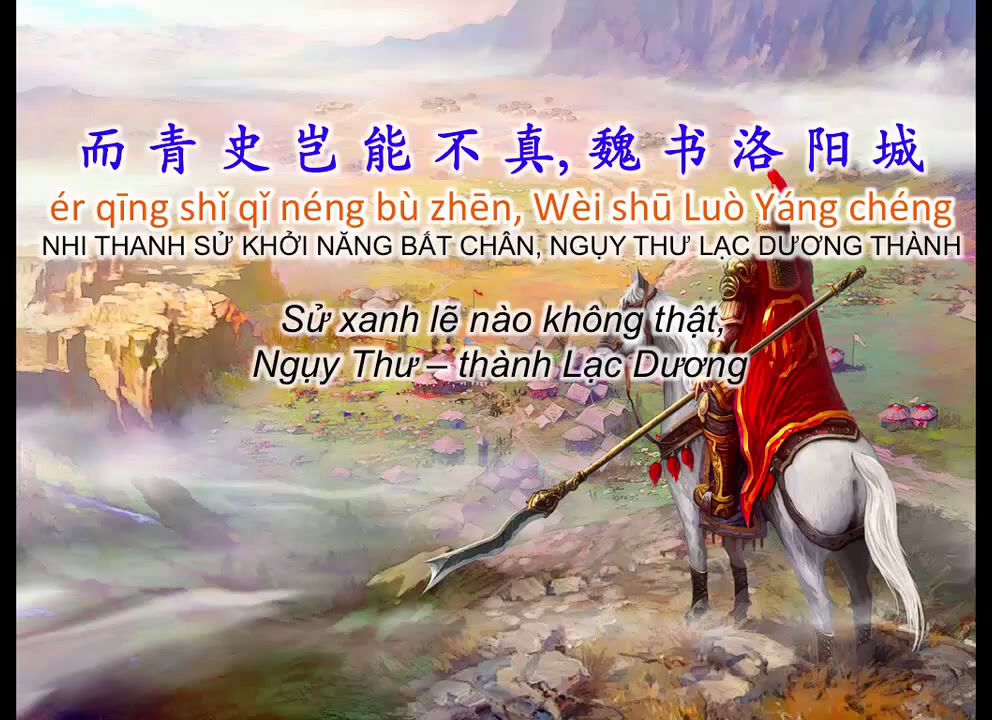 而青史岂能不真,魏书洛阳城
ér qīng shǐ qǐ néng bù zhēn, Wèi shū Luò Yáng chéng
NHI THANH SỬ KHỞI NĂNG BẤT CHÂN, NGỤY THƯ LẠC DƯƠNG THÀNH
Sử xanh lẽ nào không thật,
Ngụy Thư – thành Lạc Dương